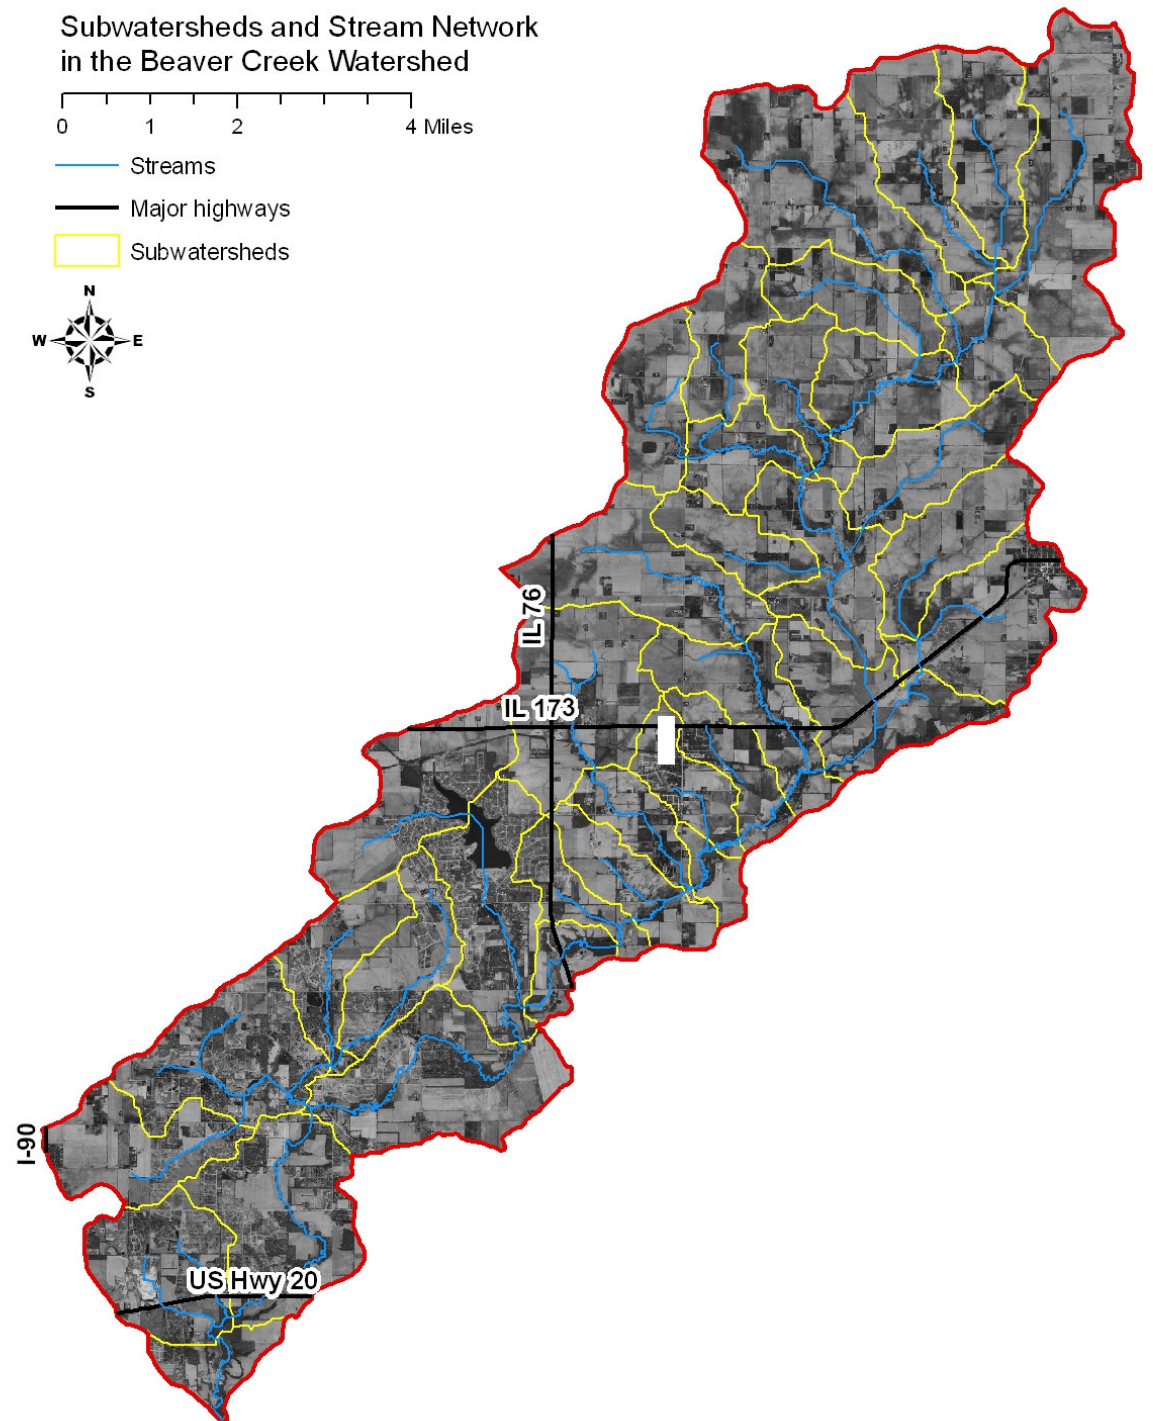 Subwatersheds and Stream Network
in the Beaver Creek Watershed
0 1 2 4 Miles
Streams
Major highways
Subwatersheds
N
W E
S
IL 76
IL 173
I-90
US Hwy 20